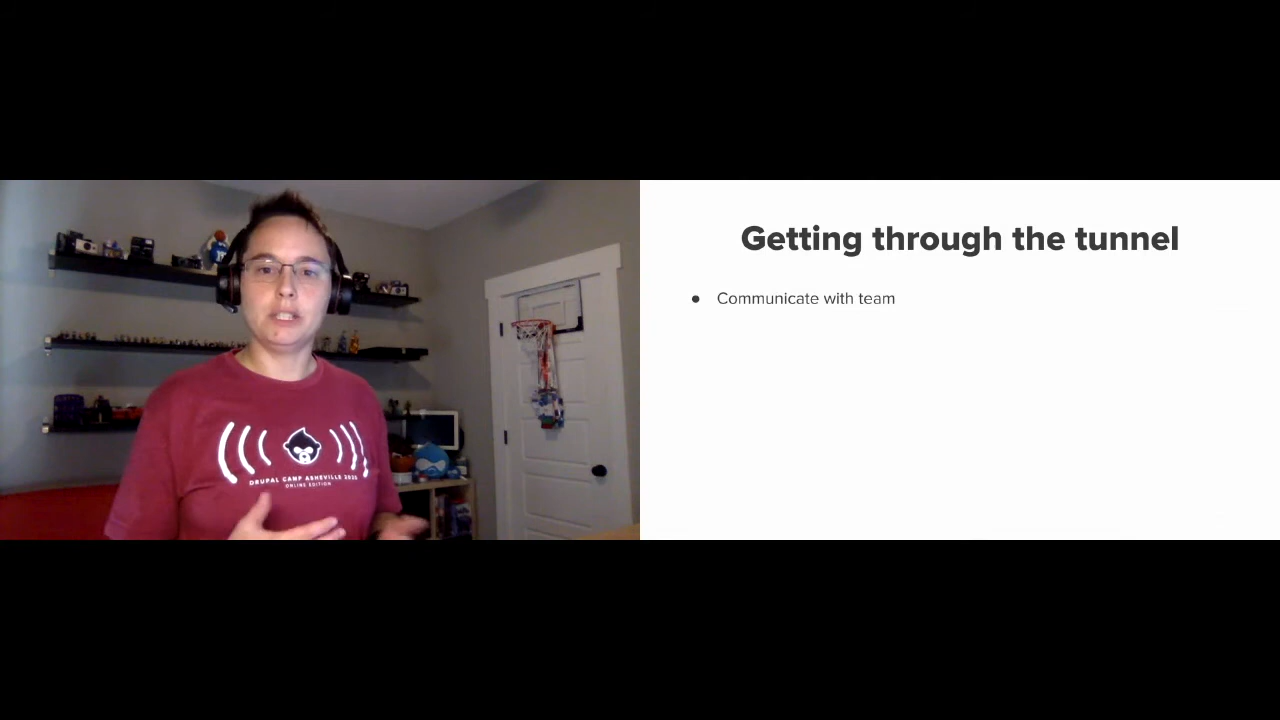 DRUPAL CAMP ASHEVILLE 2020
ONLINE EDITION
Getting through the tunnel
● Communicate with team